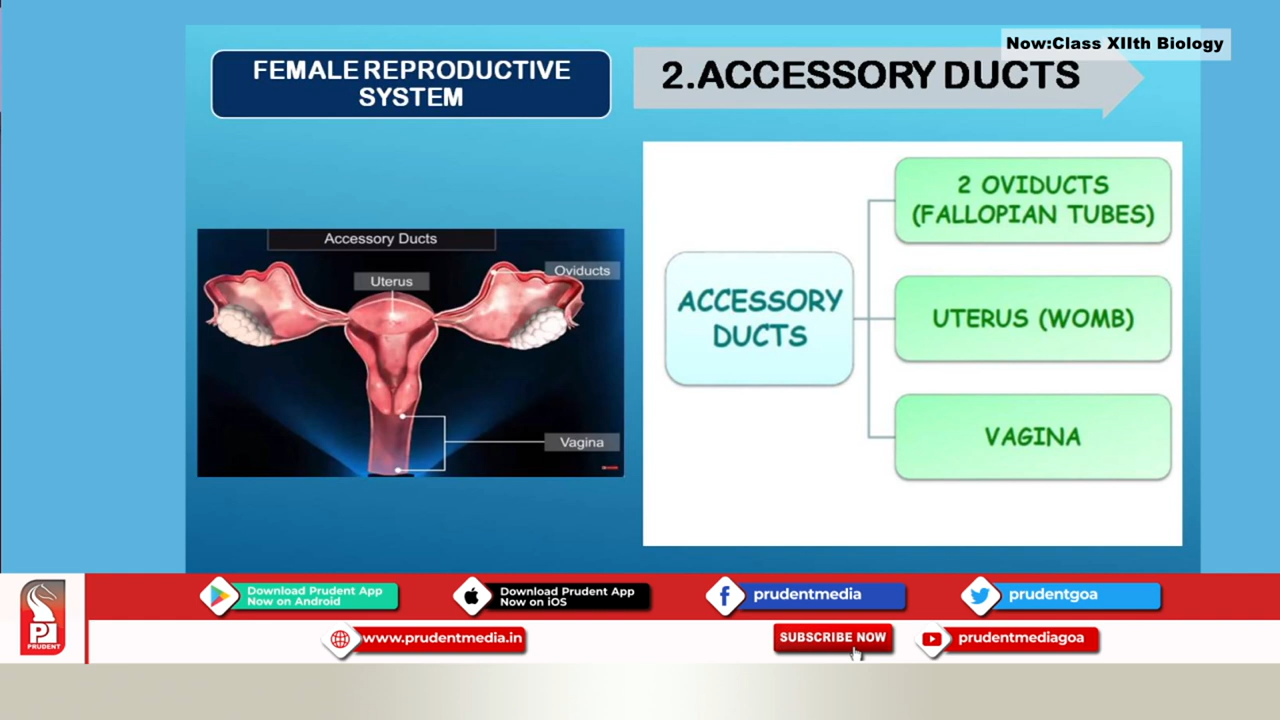 Now:Class XIIth Biology
FEMALE REPRODUCTIVE
SYSTEM
2.ACCESSORY DUCTS
Accessory Ducts
Uterus
Oviducts
Vagina
ACCESSORY
DUCTS
2 OVIDUCTS
(FALLOPIAN TUBES)
UTERUS (WOMB)
VAGINA
PRUDENT
Download Prudent App
Now on Android
Download Prudent App
Now on iOS
prudentmedia
prudentgoa
www.prudentmedia.in
SUBSCRIBE NOW
prudentmediagoa